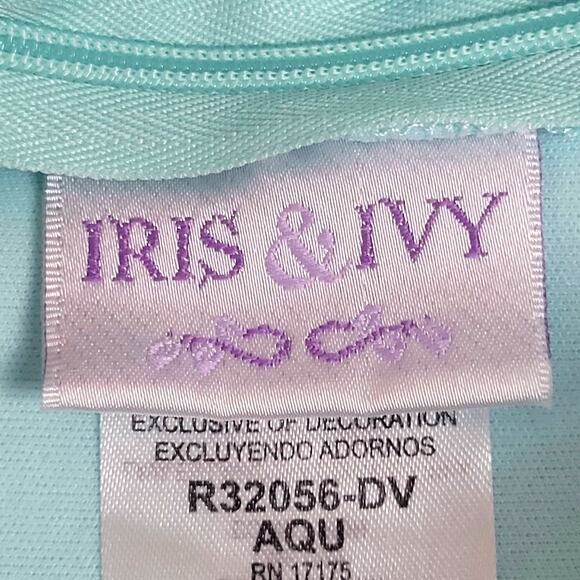 IRIS & IVY
EXCLUSIVE OF DECORATION
EXCLUYENDO ADORNOS
R32056-DV
AQU
RN 17175